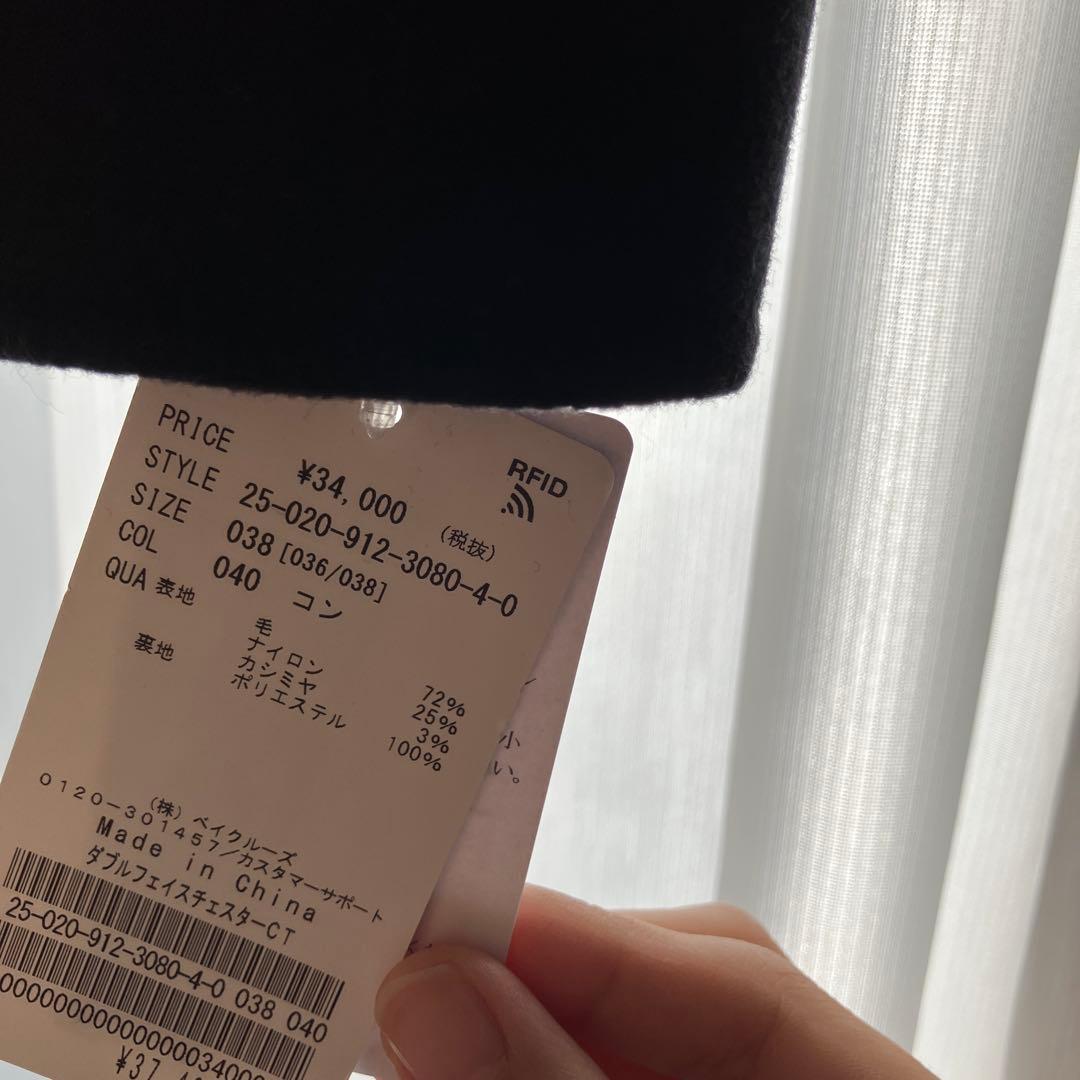 PRICE ¥34,000 (税抜)
RFID
STYLE 25-020-912-3080-4-0
SIZE 038 [036/038]
COL 040 コン
QUA 表地 毛 72%
ナイロン 25%
カシミヤ 3%
裏地 ポリエステル 100%
(株) ベイクルーズ
0120-301457/カスタマーサポート
Made in China
ダブルフェイスチェスターCT
25-020-912-3080-4-0 038 040
小
い。